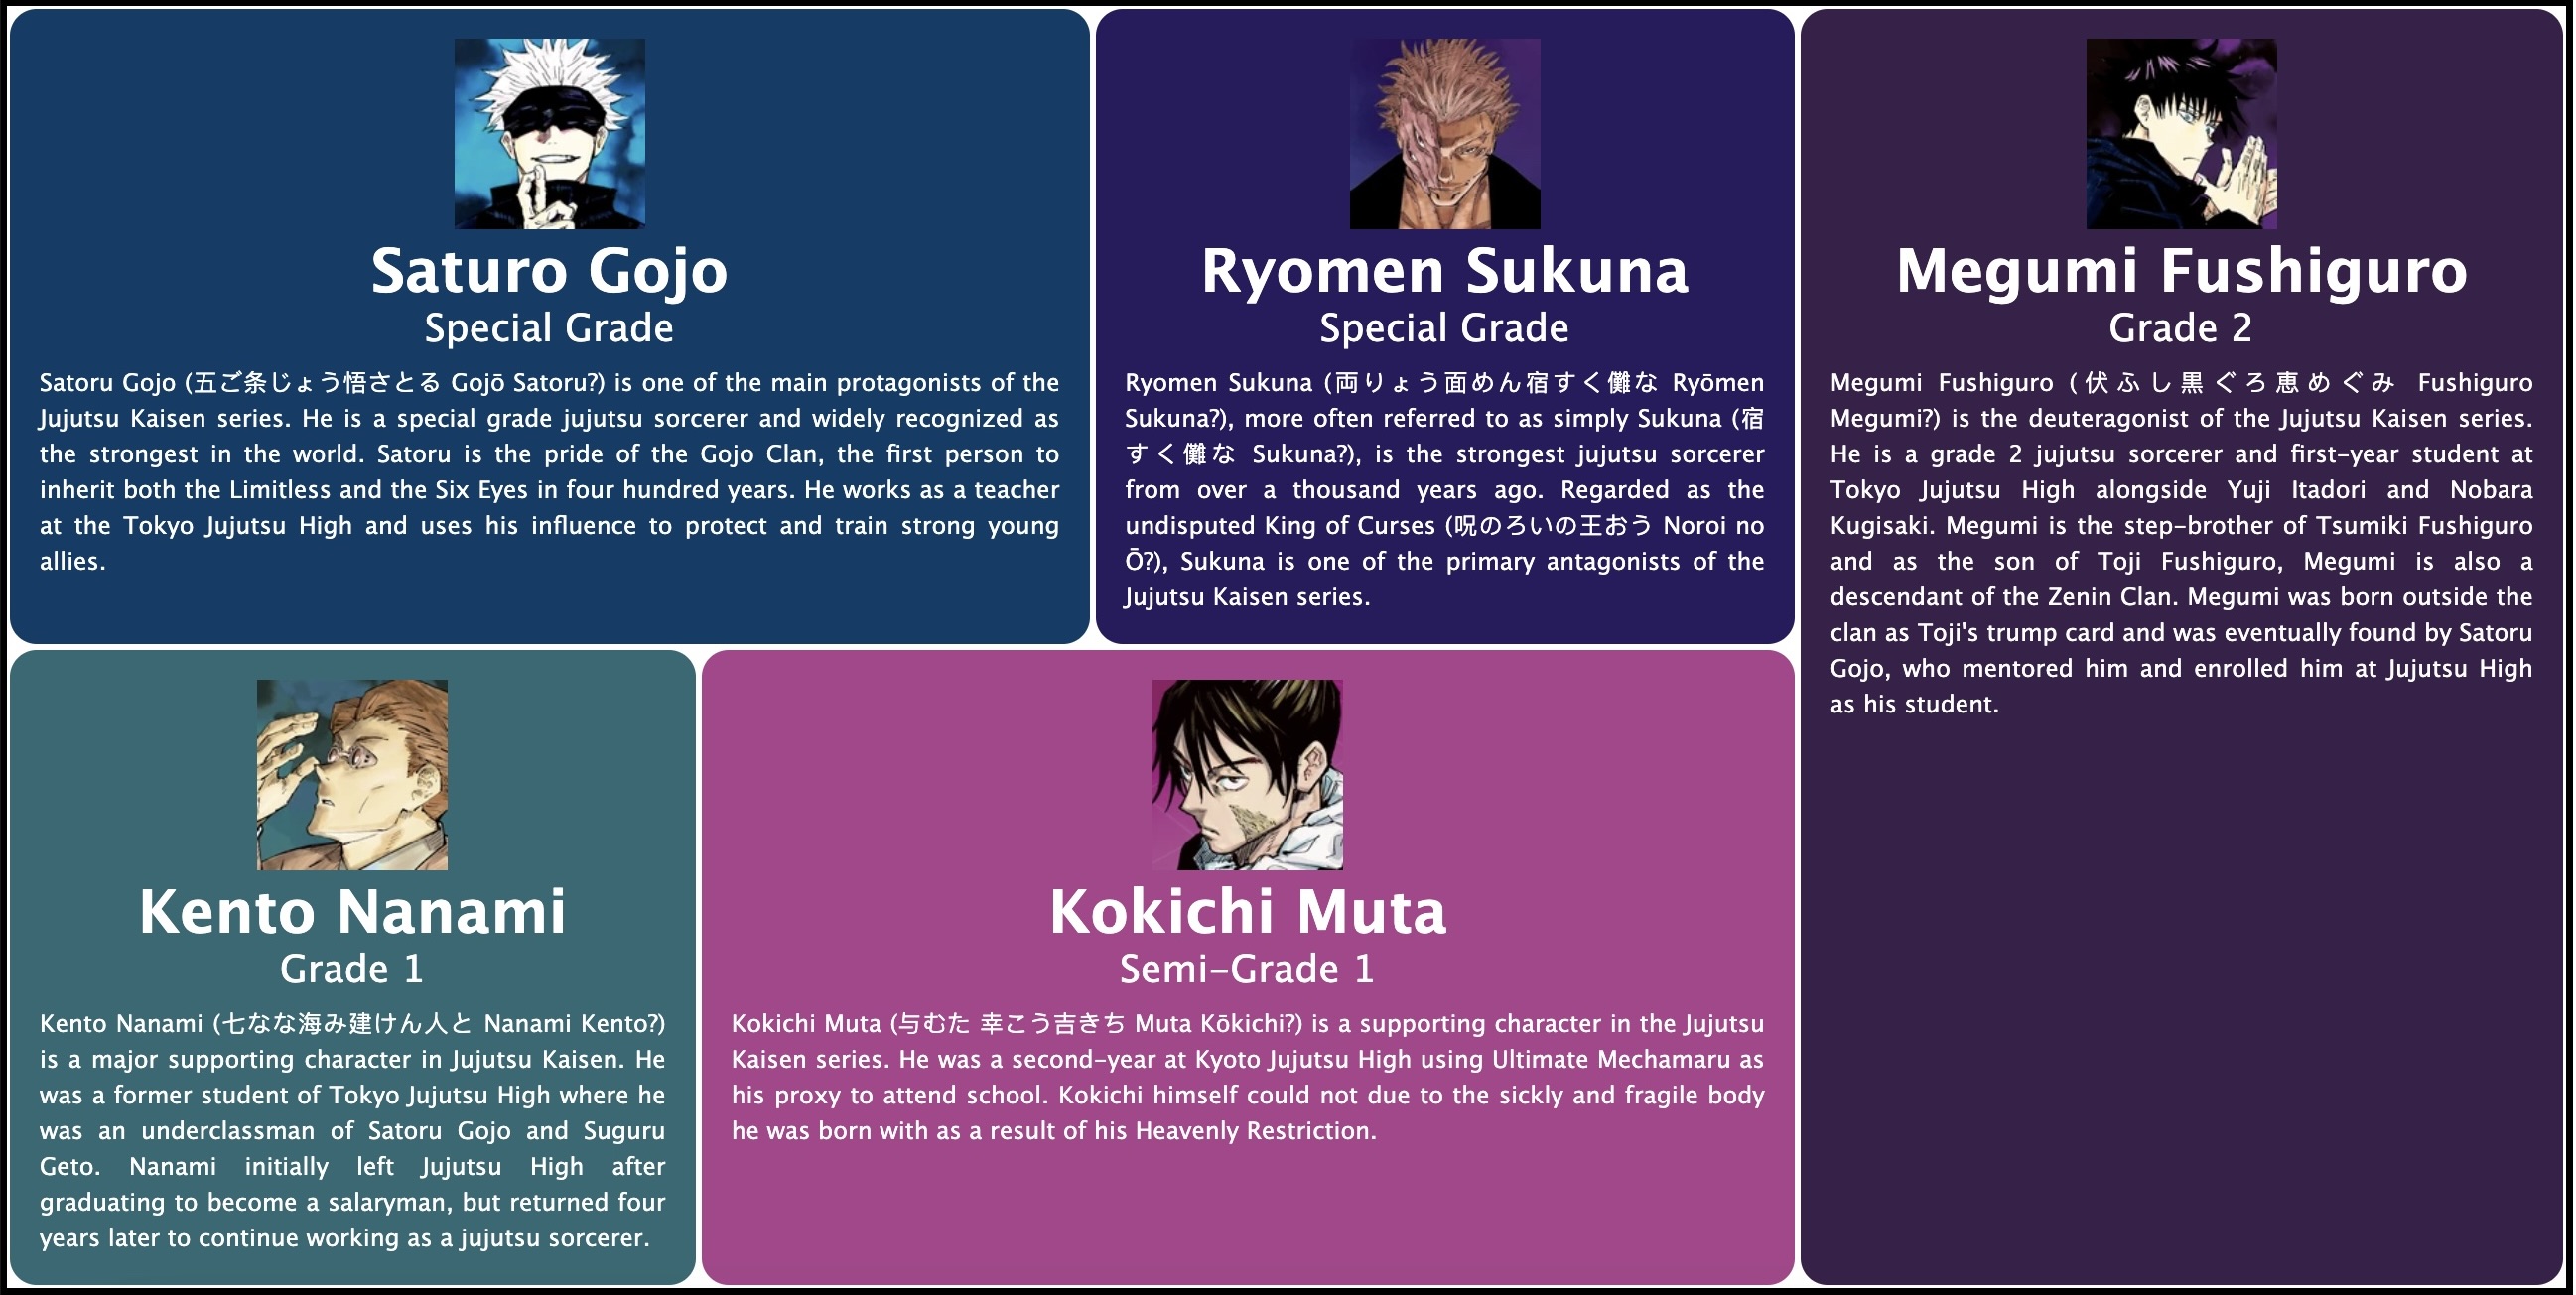 Saturo Gojo
Special Grade
Satoru Gojo (五ご条じょう悟さとる Gojō Satoru?) is one of the main protagonists of the
Jujutsu Kaisen series. He is a special grade jujutsu sorcerer and widely recognized as
the strongest in the world. Satoru is the pride of the Gojo Clan, the first person to
inherit both the Limitless and the Six Eyes in four hundred years. He works as a teacher
at the Tokyo Jujutsu High and uses his influence to protect and train strong young
allies.
Ryomen Sukuna
Special Grade
Ryomen Sukuna (両りょう面めん宿すく儺な Ryōmen
Sukuna?), more often referred to as simply Sukuna (宿
すく儺な Sukuna?), is the strongest jujutsu sorcerer
from over a thousand years ago. Regarded as the
undisputed King of Curses (呪のろいの王おう Noroi no
Ō?), Sukuna is one of the primary antagonists of the
Jujutsu Kaisen series.
Megumi Fushiguro
Grade 2
Megumi Fushiguro (伏ふし黒ぐろ恵めぐみ Fushiguro
Megumi?) is the deuteragonist of the Jujutsu Kaisen series.
He is a grade 2 jujutsu sorcerer and first-year student at
Tokyo Jujutsu High alongside Yuji Itadori and Nobara
Kugisaki. Megumi is the step-brother of Tsumiki Fushiguro
and as the son of Toji Fushiguro, Megumi is also a
descendant of the Zenin Clan. Megumi was born outside the
clan as Toji's trump card and was eventually found by Satoru
Gojo, who mentored him and enrolled him at Jujutsu High
as his student.
Kento Nanami
Grade 1
Kento Nanami (七なな海み建けん人と Nanami Kento?)
is a major supporting character in Jujutsu Kaisen. He
was a former student of Tokyo Jujutsu High where he
was an underclassman of Satoru Gojo and Suguru
Geto. Nanami initially left Jujutsu High after
graduating to become a salaryman, but returned four
years later to continue working as a jujutsu sorcerer.
Kokichi Muta
Semi-Grade 1
Kokichi Muta (与むた 幸こう吉きち Muta Kōkichi?) is a supporting character in the Jujutsu
Kaisen series. He was a second-year at Kyoto Jujutsu High using Ultimate Mechamaru as
his proxy to attend school. Kokichi himself could not due to the sickly and fragile body
he was born with as a result of his Heavenly Restriction.